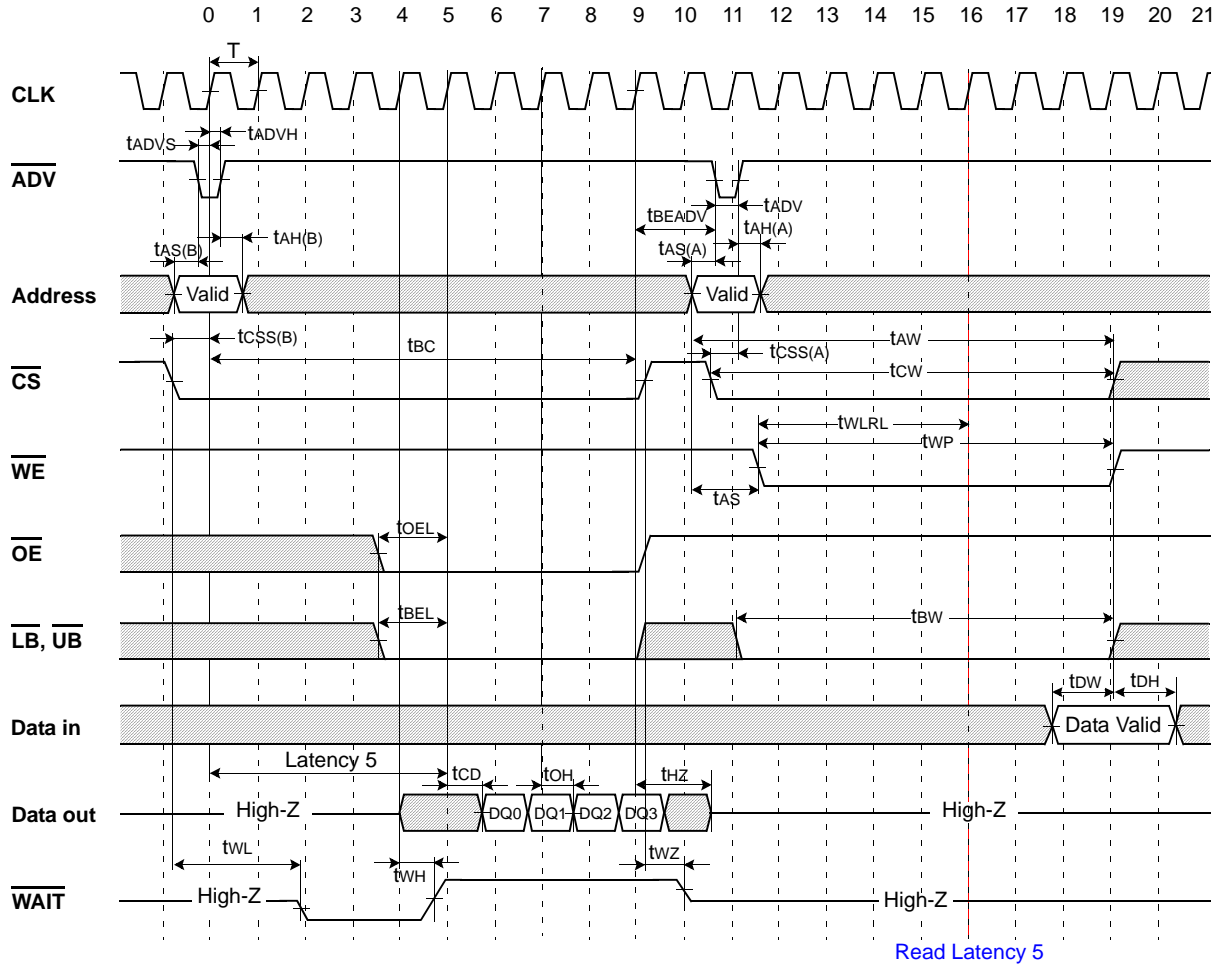 0 1 2 3 4 5 6 7 8 9 10 11 12 13 14 15 16 17 18 19 20 21
T
CLK
tADVS
tADVH
ADV
tBEADV
tADV
tAS(B)
tAH(B)
tAS(A)
tAH(A)
Address
Valid
Valid
tCSS(B)
tBC
tCSS(A)
tAW
CS
tCW
tWLRL
tWP
WE
tAS
OE
tOEL
LB, UB
tBEL
tBW
tDW
tDH
Data in
Data Valid
Latency 5
tCD
tOH
tHZ
Data out
High-Z
DQ0
DQ1
DQ2
DQ3
High-Z
tWL
tWH
tWZ
WAIT
High-Z
High-Z
Read Latency 5